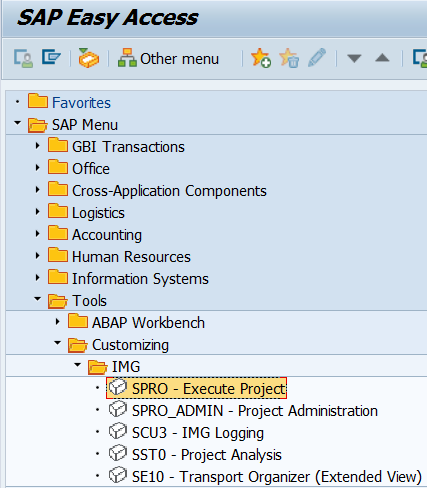 SAP Easy Access
Other menu
Favorites
SAP Menu
GBI Transactions
Office
Cross-Application Components
Logistics
Accounting
Human Resources
Information Systems
Tools
ABAP Workbench
Customizing
IMG
SPRO - Execute Project
SPRO_ADMIN - Project Administration
SCU3 - IMG Logging
SST0 - Project Analysis
SE10 - Transport Organizer (Extended View)